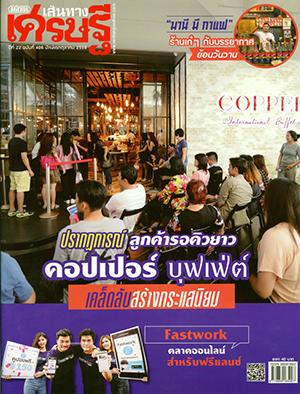 เส้นทาง
เศรษฐี
"นานี มี กาแฟ"
ร้านเก๋ๆ กับบรรยากาศ
ย้อนวันวาน
COPPER
International Buffet
ปรากฏการณ์ ลูกค้ารอคิวยาว
คอปเปอร์ บุฟเฟ่ต์
เคล็ดลับสร้างกระแสนิยม
Fastwork
ตลาดออนไลน์
สำหรับฟรีแลนซ์